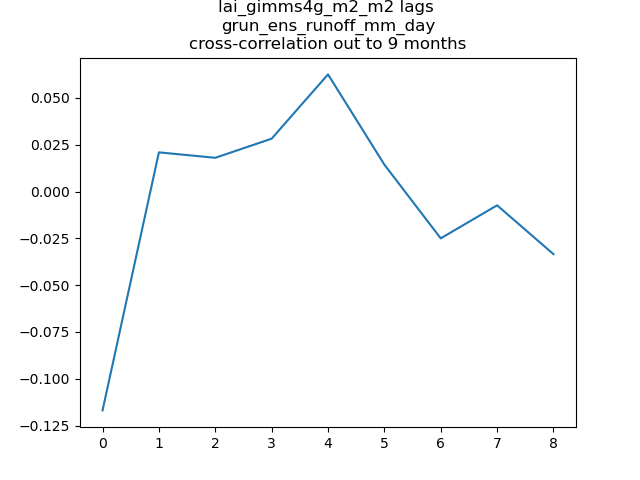 lai_gimms4g_m2_m2 lags
grun_ens_runoff_mm_day
cross-correlation out to 9 months
0.050
0.025
0.000
−0.025
−0.050
−0.075
−0.100
−0.125
0 1 2 3 4 5 6 7 8